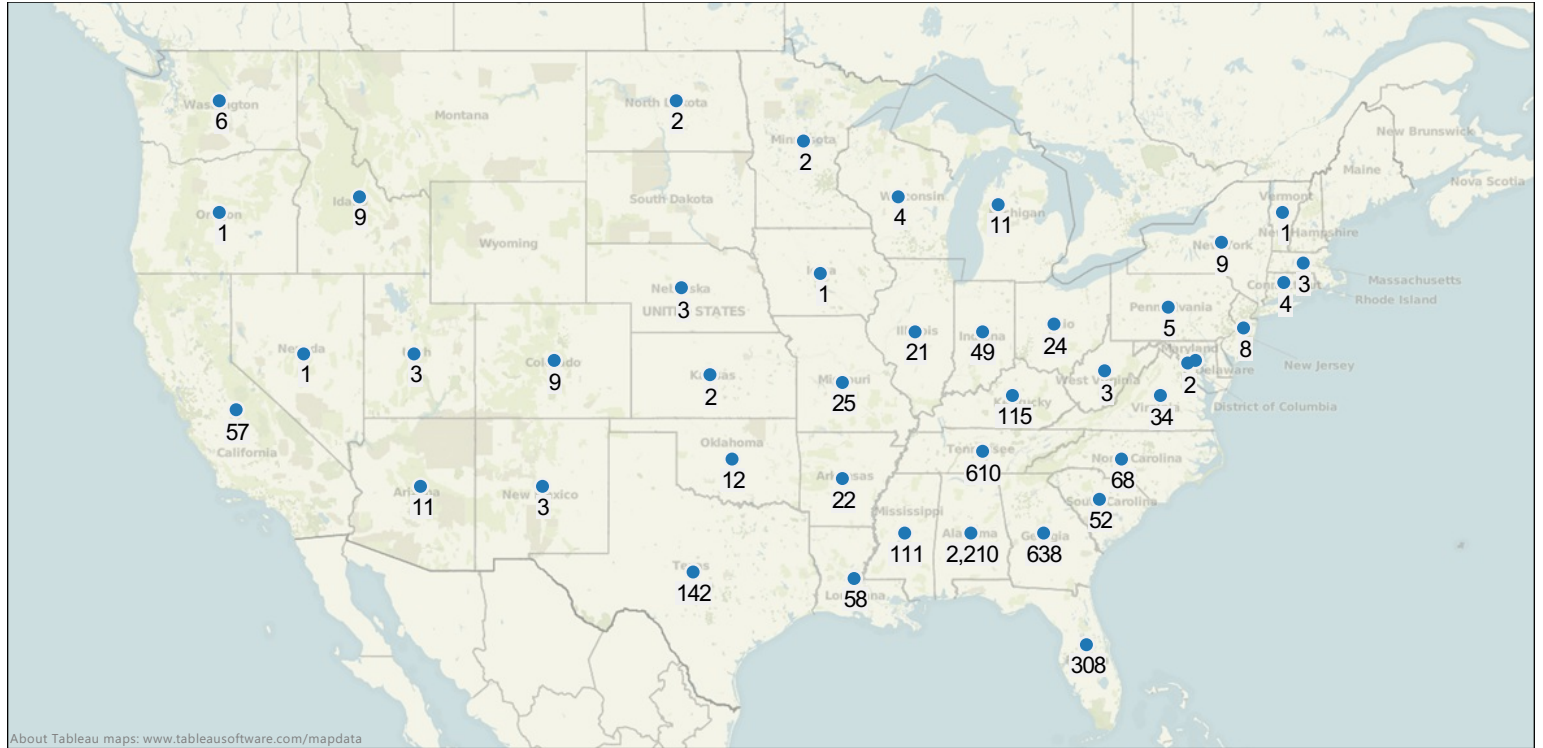 New Brunswick
Washington
6
Montana
North Dakota
2
Minnesota
2
Maine
Nova Scotia
Oregon
1
Idaho
9
South Dakota
Wisconsin
4
Michigan
11
Vermont
1
New Hampshire
Wyoming
New York
9
Iowa
1
Massachusetts
3
Connecticut
4
Rhode Island
Nebraska
3
UNITED STATES
Pennsylvania
5
Illinois
21
Indiana
49
Ohio
24
8
New Jersey
Nevada
1
Utah
3
Colorado
9
Kansas
2
Missouri
25
Maryland
Delaware
2
West Virginia
3
Kentucky
115
Virginia
34
District of Columbia
57
California
Oklahoma
12
Tennessee
610
North Carolina
68
Arizona
11
New Mexico
3
Arkansas
22
South Carolina
52
Mississippi
111
Alabama
2,210
Georgia
638
Texas
142
Louisiana
58
308
About Tableau maps: www.tableausoftware.com/mapdata